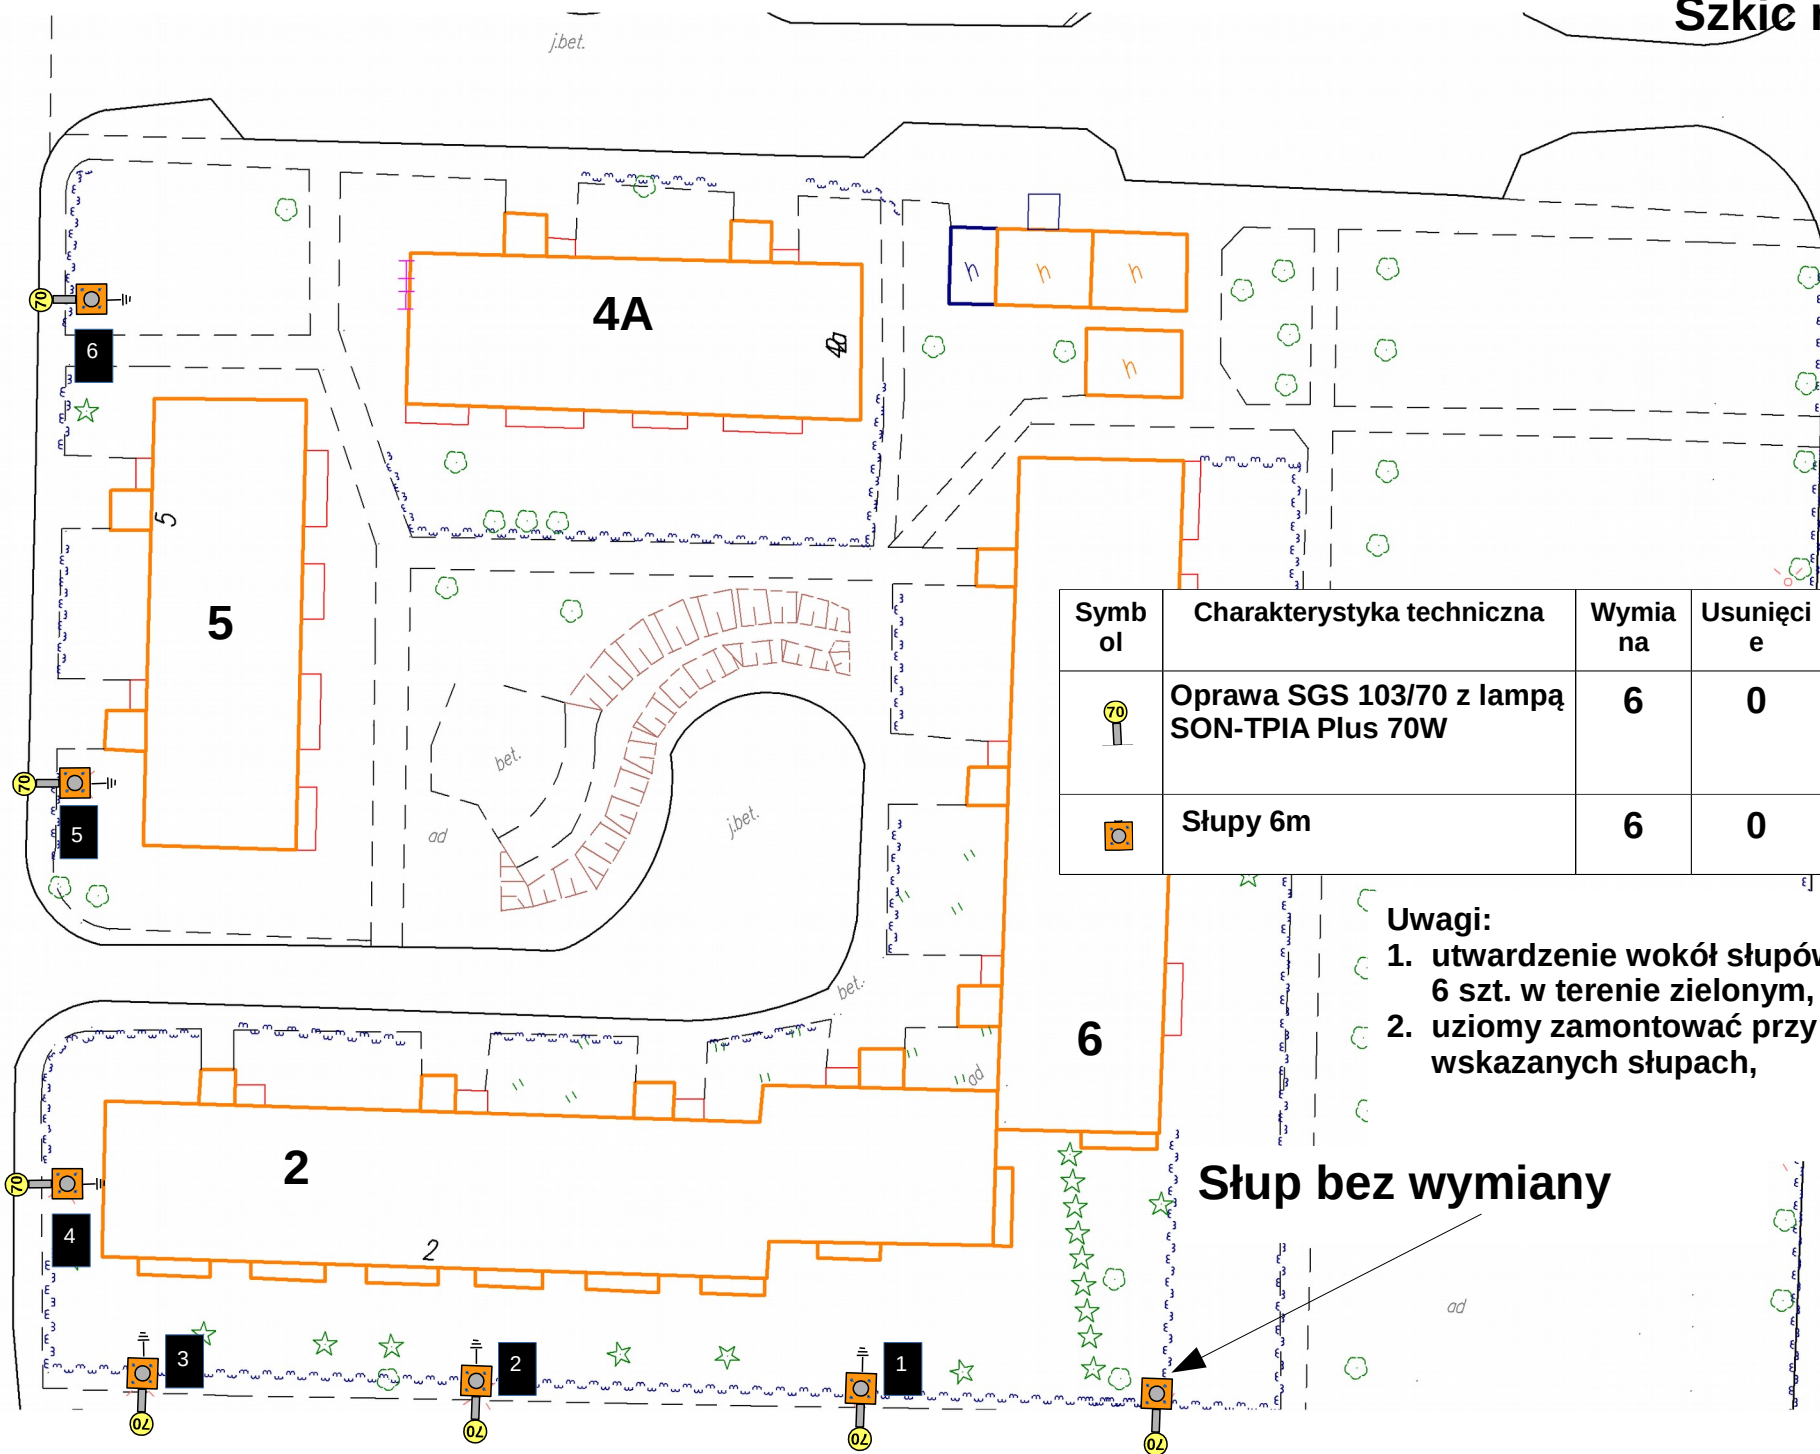 Szkic
j.bet.
70
6
4A
h
h
h
h
5
5
70
5
bet.
ad
j.bet.
Symb
ol
Charakterystyka techniczna
Wymia
na
Usunięci
e
70
Oprawa SGS 103/70 z lampą
SON-TPIA Plus 70W
6
0
Słupy 6m
6
0
Uwagi:
1. utwardzenie wokół słupów
6 szt. w terenie zielonym,
2. uziomy zamontować przy
wskazanych słupach,
bet.
6
ad
2
2
70
4
Słup bez wymiany
ad
3
2
1
70
70
70
70